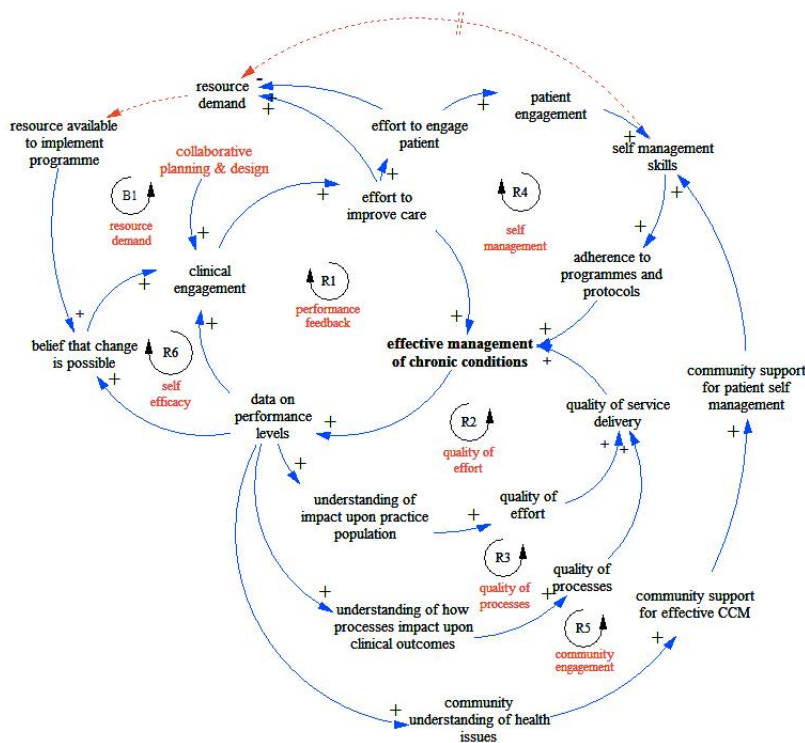 resource
demand
-
-
+
resource available
to implement
programme
collaborative
planning & design
effort to engage
patient
+
patient
engagement
+
self management
skills
+
+
B1
resource
demand
+
effort to
improve care
+
R4
self
management
+
clinical
engagement
+
+
+
R1
performance
feedback
adherence to
programmes and
protocols
+
+
belief that change
is possible
+
R6
self
efficacy
+
effective management
of chronic conditions
+
+
data on
performance
levels
+
R2
quality of
effort
quality of service
delivery
+
+
community support
for patient self
management
+
+
understanding of
impact upon practice
population
+
quality of
effort
R3
quality of
processes
+
understanding of how
processes impact upon
clinical outcomes
+
quality of
processes
R5
community
engagement
community support
for effective CCM
+
+
community
understanding of health
issues